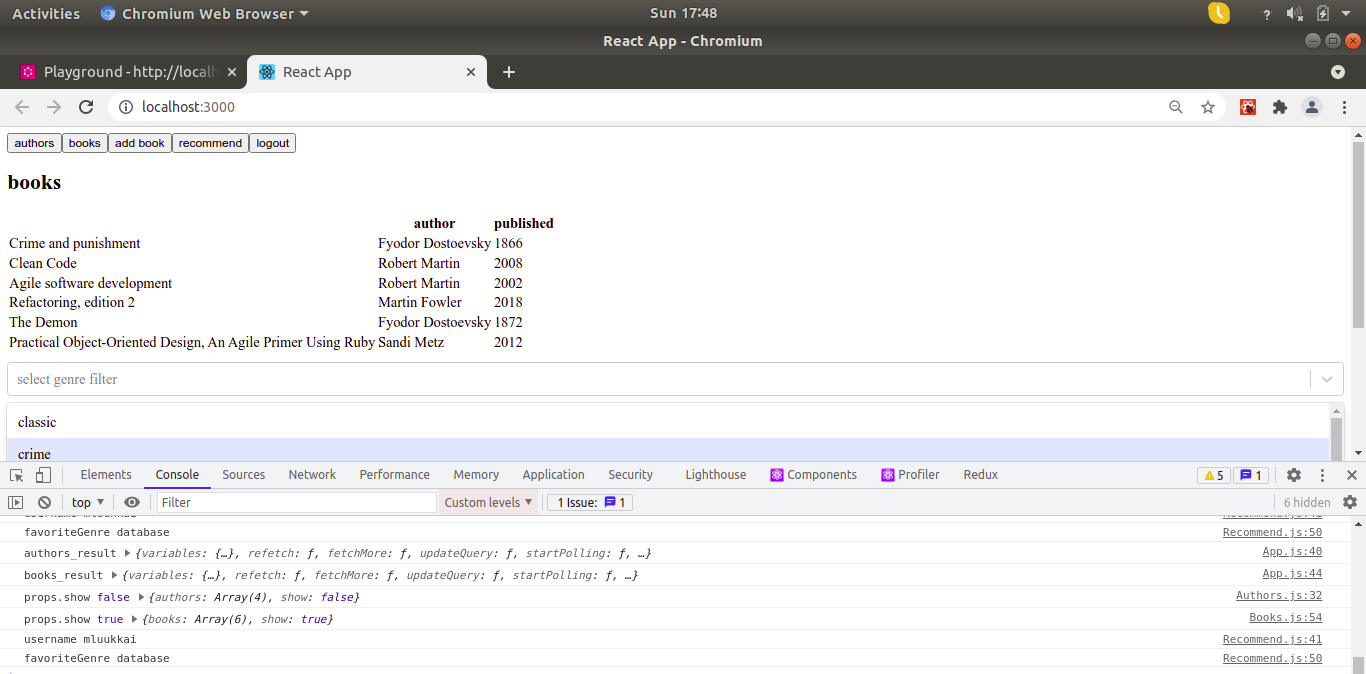 Activities Chromium Web Browser Sun 17:48 ?
React App - Chromium
Playground - http://localh React App
localhost:3000
authors books add book recommend logout
books
author published
Crime and punishment Fyodor Dostoevsky 1866
Clean Code Robert Martin 2008
Agile software development Robert Martin 2002
Refactoring, edition 2 Martin Fowler 2018
The Demon Fyodor Dostoevsky 1872
Practical Object-Oriented Design, An Agile Primer Using Ruby Sandi Metz 2012
select genre filter
classic
crime
Elements Console Sources Network Performance Memory Application Security Lighthouse Components Profiler Redux 5 1
top Filter Custom levels 1 Issue: 1 6 hidden
username mluukkai Recommend.js:41
favoriteGenre database Recommend.js:50
authors_result {variables: {…}, refetch: ƒ, fetchMore: ƒ, updateQuery: ƒ, startPolling: ƒ, …} App.js:40
books_result {variables: {…}, refetch: ƒ, fetchMore: ƒ, updateQuery: ƒ, startPolling: ƒ, …} App.js:44
props.show false {authors: Array(4), show: false} Authors.js:32
props.show true {books: Array(6), show: true} Books.js:54
username mluukkai Recommend.js:41
favoriteGenre database Recommend.js:50